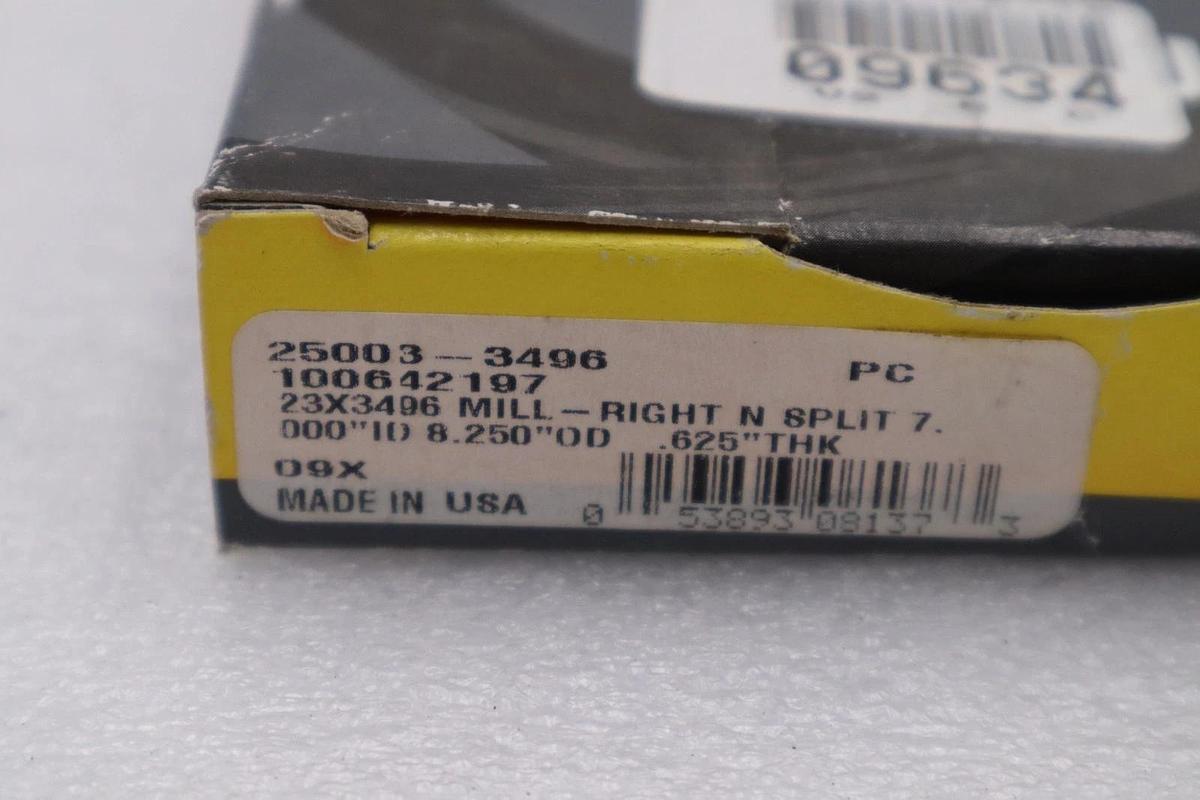 09634
25003-3496
PC
100642197
23X3496 MILL-RIGHT N SPLIT 7.
000"ID 8.250"OD .625"THK
09X
MADE IN USA
0 53893 08137 3